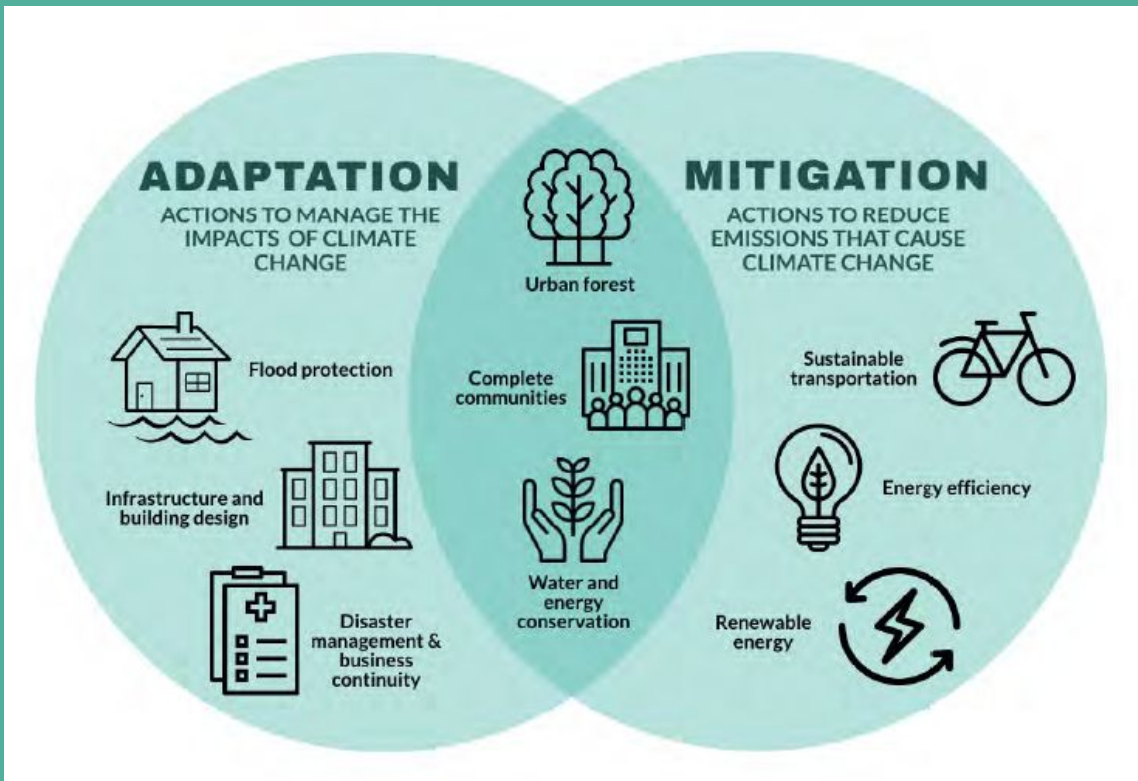 ADAPTATION
ACTIONS TO MANAGE THE
IMPACTS OF CLIMATE
CHANGE
Flood protection
Infrastructure and
building design
Disaster
management &
business
continuity
Urban forest
Complete
communities
Water and
energy
conservation
MITIGATION
ACTIONS TO REDUCE
EMISSIONS THAT CAUSE
CLIMATE CHANGE
Sustainable
transportation
Energy efficiency
Renewable
energy